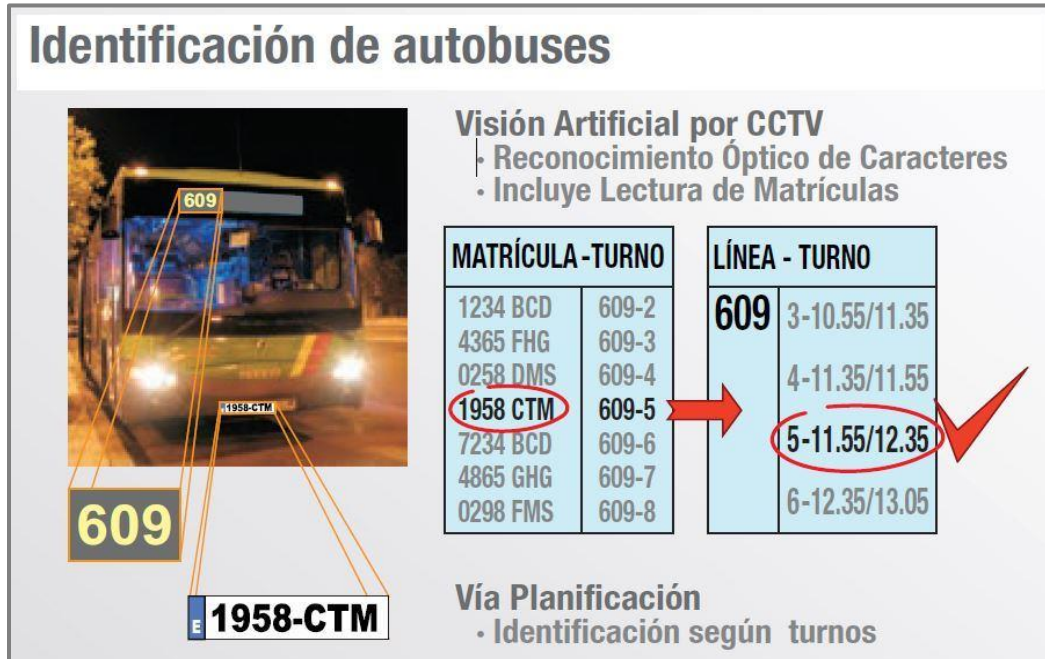 Identificación de autobuses
609
1958-CTM
609
E 1958-CTM
Visión Artificial por CCTV
· Reconocimiento Óptico de Caracteres
· Incluye Lectura de Matrículas
MATRÍCULA-TURNO
1234 BCD 609-2
4365 FHG 609-3
0258 DMS 609-4
1958 CTM 609-5
7234 BCD 609-6
4865 GHG 609-7
0298 FMS 609-8
LÍNEA - TURNO
609 3-10.55/11.35
4-11.35/11.55
5-11.55/12.35
6-12.35/13.05
Vía Planificación
· Identificación según turnos